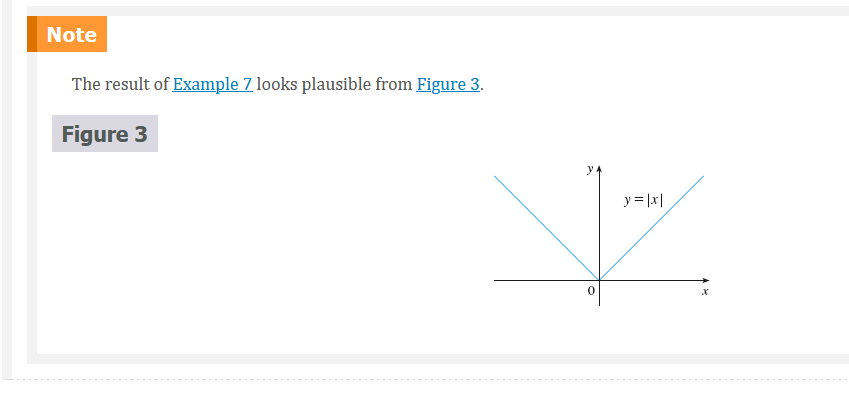 Note
The result of Example 7 looks plausible from Figure 3.
Figure 3
y
y = |x|
0
x